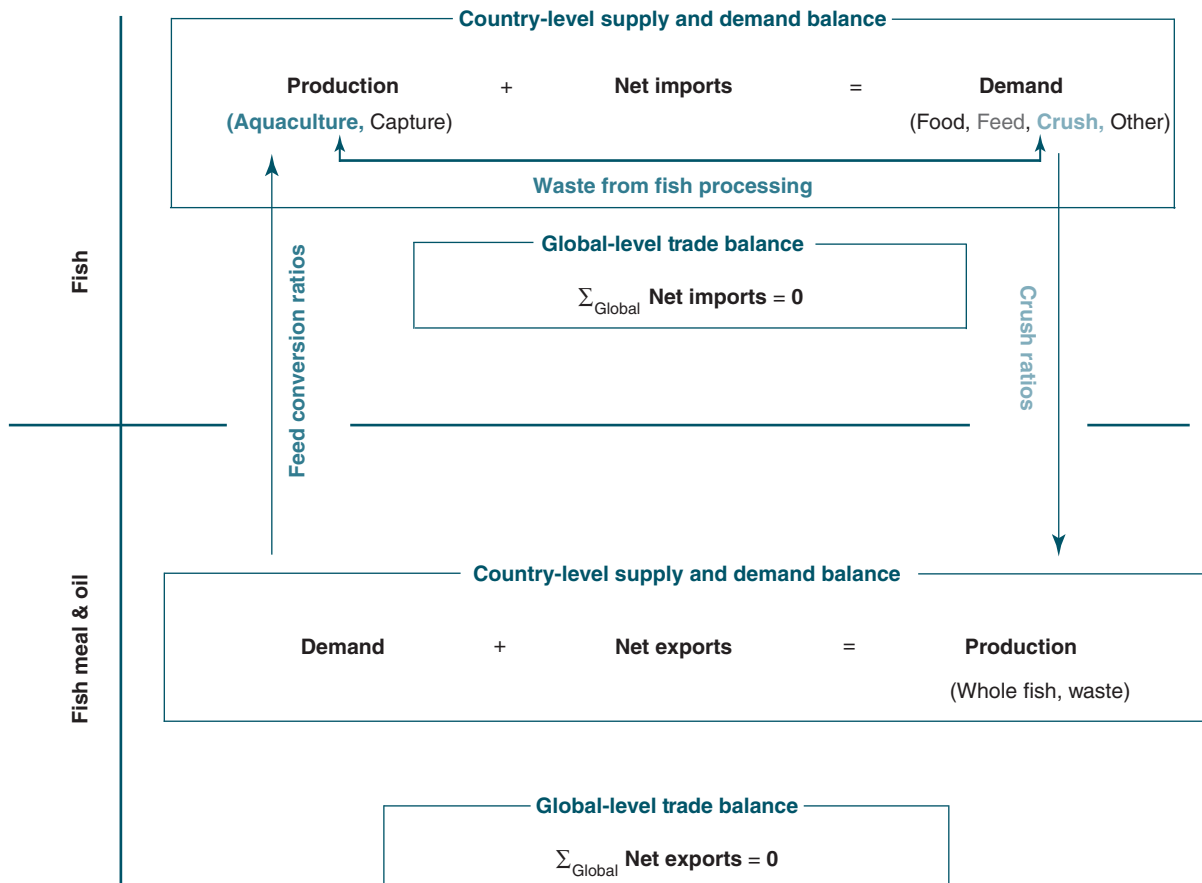 Country-level supply and demand balance
Production + Net imports = Demand
(Aquaculture, Capture) (Food, Feed, Crush, Other)
Waste from fish processing
Global-level trade balance
ΣGlobal Net imports = 0
Fish
Feed conversion ratios
Crush ratios
Country-level supply and demand balance
Demand + Net exports = Production
(Whole fish, waste)
Fish meal & oil
Global-level trade balance
ΣGlobal Net exports = 0